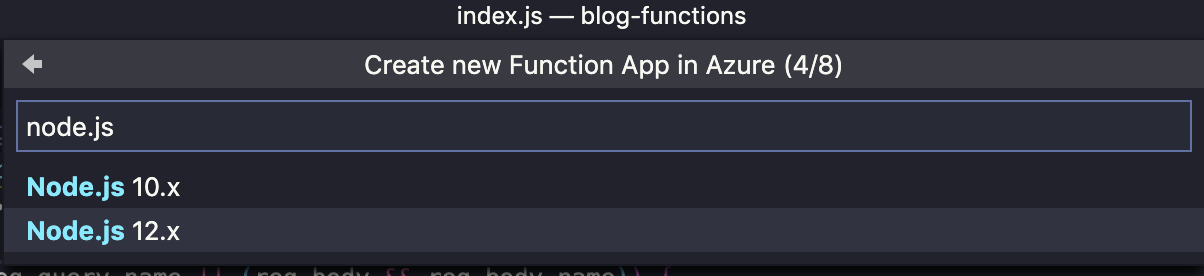 index.js — blog-functions
Create new Function App in Azure (4/8)
node.js
Node.js 10.x
Node.js 12.x